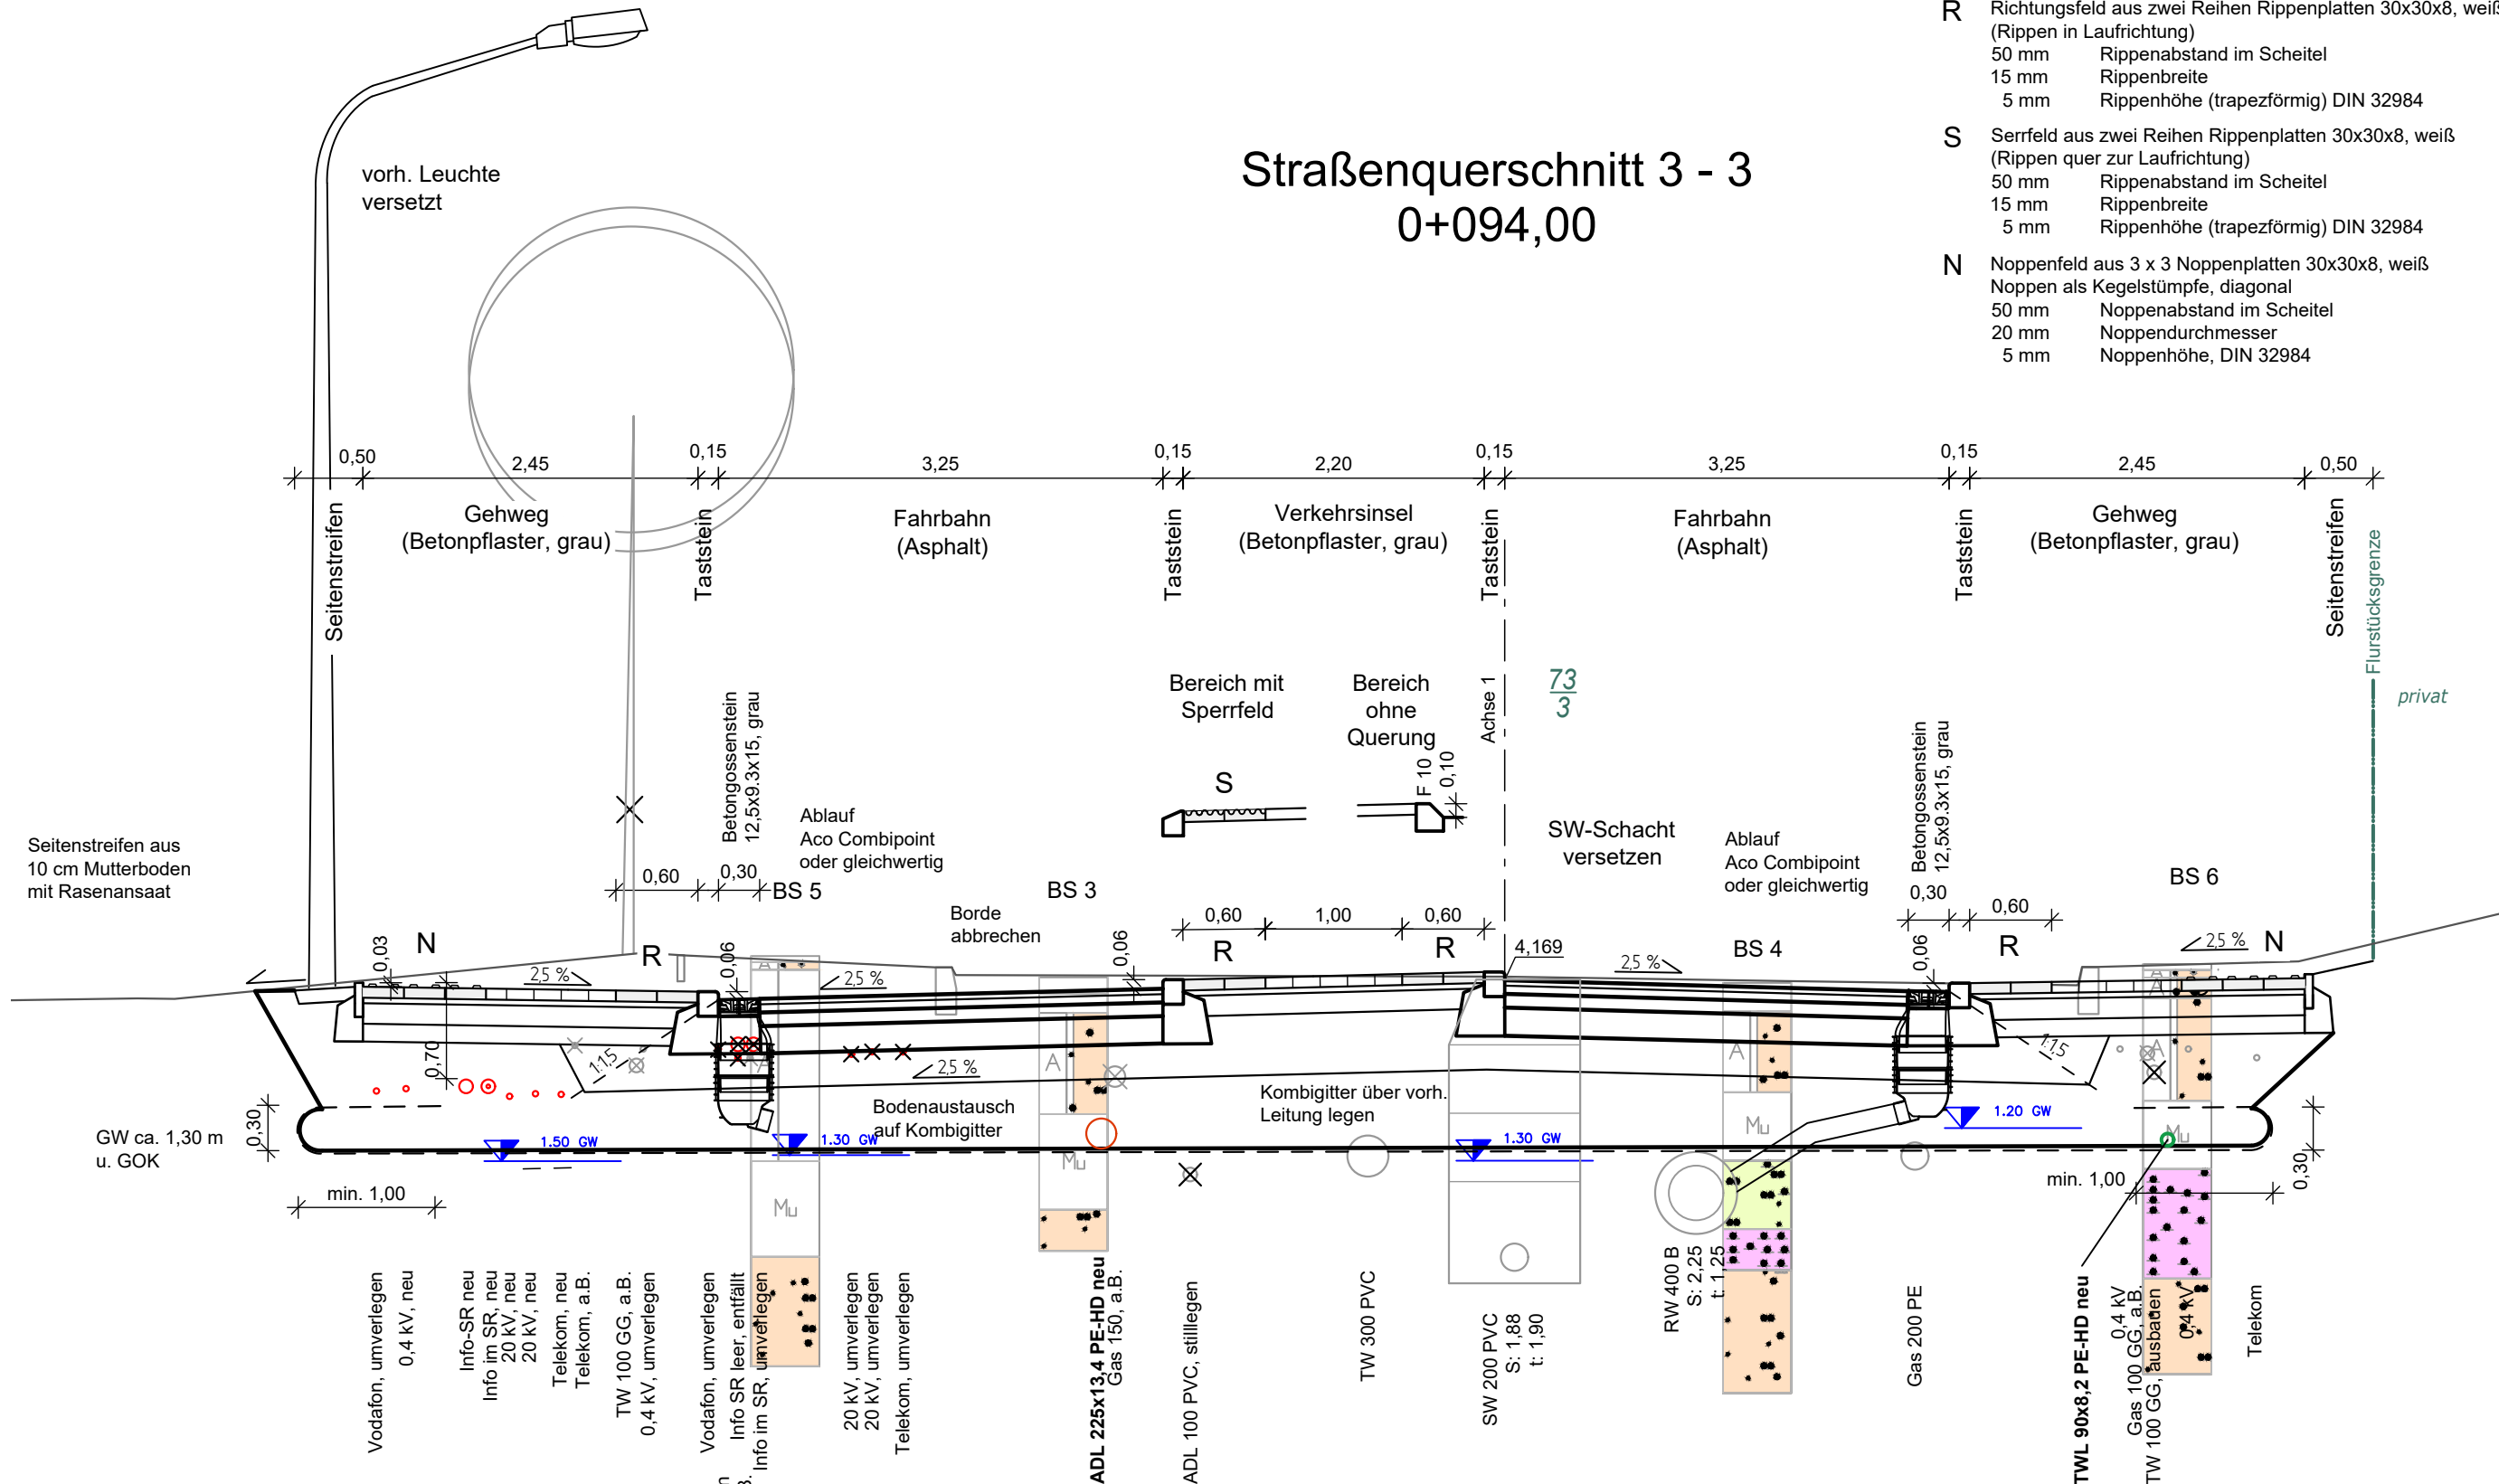 R Richtungsfeld aus zwei Reihen Rippenplatten 30x30x8, weiß
(Rippen in Laufrichtung)
50 mm Rippenabstand im Scheitel
15 mm Rippenbreite
5 mm Rippenhöhe (trapezförmig) DIN 32984
S Serrfeld aus zwei Reihen Rippenplatten 30x30x8, weiß
(Rippen quer zur Laufrichtung)
50 mm Rippenabstand im Scheitel
15 mm Rippenbreite
5 mm Rippenhöhe (trapezförmig) DIN 32984
N Noppenfeld aus 3 x 3 Noppenplatten 30x30x8, weiß
Noppen als Kegelstümpfe, diagonal
50 mm Noppenabstand im Scheitel
20 mm Noppendurchmesser
5 mm Noppenhöhe, DIN 32984
Straßenquerschnitt 3 - 3
0+094,00
vorh. Leuchte
versetzt
0,50 2,45 0,15 3,25 0,15 2,20 0,15 3,25 0,15 2,45 0,50
Seitenstreifen
Gehweg
(Betonpflaster, grau)
Taststein
Fahrbahn
(Asphalt)
Taststein
Verkehrsinsel
(Betonpflaster, grau)
Taststein
Fahrbahn
(Asphalt)
Taststein
Gehweg
(Betonpflaster, grau)
Seitenstreifen
Flurstücksgrenze
privat
Bereich mit
Sperrfeld
Bereich
ohne
Querung
Achse 1
73
3
S
F 10
0,10
Betongossenstein
12,5x9.3x15, grau
Ablauf
Aco Combipoint
oder gleichwertig
SW-Schacht
versetzen
Ablauf
Aco Combipoint
oder gleichwertig
Betongossenstein
12,5x9.3x15, grau
Seitenstreifen aus
10 cm Mutterboden
mit Rasenansaat
0,60 0,30
BS 5
BS 3
Borde
abbrechen
0,60 1,00 0,60
0,30
0,60
BS 6
0,03
N
R
0,06
0,06
R
R
4,169
BS 4
0,06
R
N
2,5 %
2,5 %
2,5 %
2,5 %
A
A
A
A
A
A
A
0,70
1:1,5
2,5 %
1:1,5
Bodenaustausch
auf Kombigitter
Kombigitter über vorh.
Leitung legen
GW ca. 1,30 m
u. GOK
0,30
1.50 GW
1.30 GW
1.30 GW
1.20 GW
Mu
Mu
Mu
Mu
min. 1,00
min. 1,00
0,30
Vodafon, umverlegen
0,4 kV, neu
Info-SR neu
Info im SR, neu
20 kV, neu
20 kV, neu
Telekom, neu
Telekom, a.B.
TW 100 GG, a.B.
0,4 kV, umverlegen
Vodafon, umverlegen
Info SR leer, entfällt
Info im SR, umverlegen
20 kV, umverlegen
20 kV, umverlegen
Telekom, umverlegen
ADL 225x13,4 PE-HD neu
Gas 150, a.B.
ADL 100 PVC, stilllegen
TW 300 PVC
SW 200 PVC
S: 1,88
t: 1,90
RW 400 B
S: 2,25
t: 1,25
Gas 200 PE
TWL 90x8,2 PE-HD neu
0,4 kV
Gas 100 GG, a.B.
TW 100 GG, ausbauen
0,4 kV
Telekom